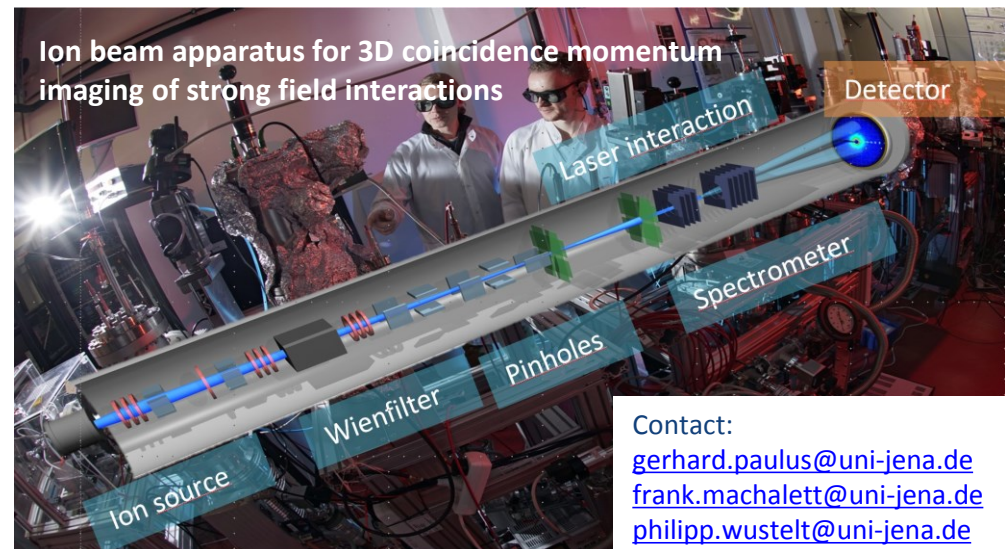 Ion beam apparatus for 3D coincidence momentum
imaging of strong field interactions
Detector
Laser interaction
Spectrometer
Pinholes
Wienfilter
Ion source
Contact:
gerhard.paulus@uni-jena.de
frank.machalett@uni-jena.de
philipp.wustelt@uni-jena.de